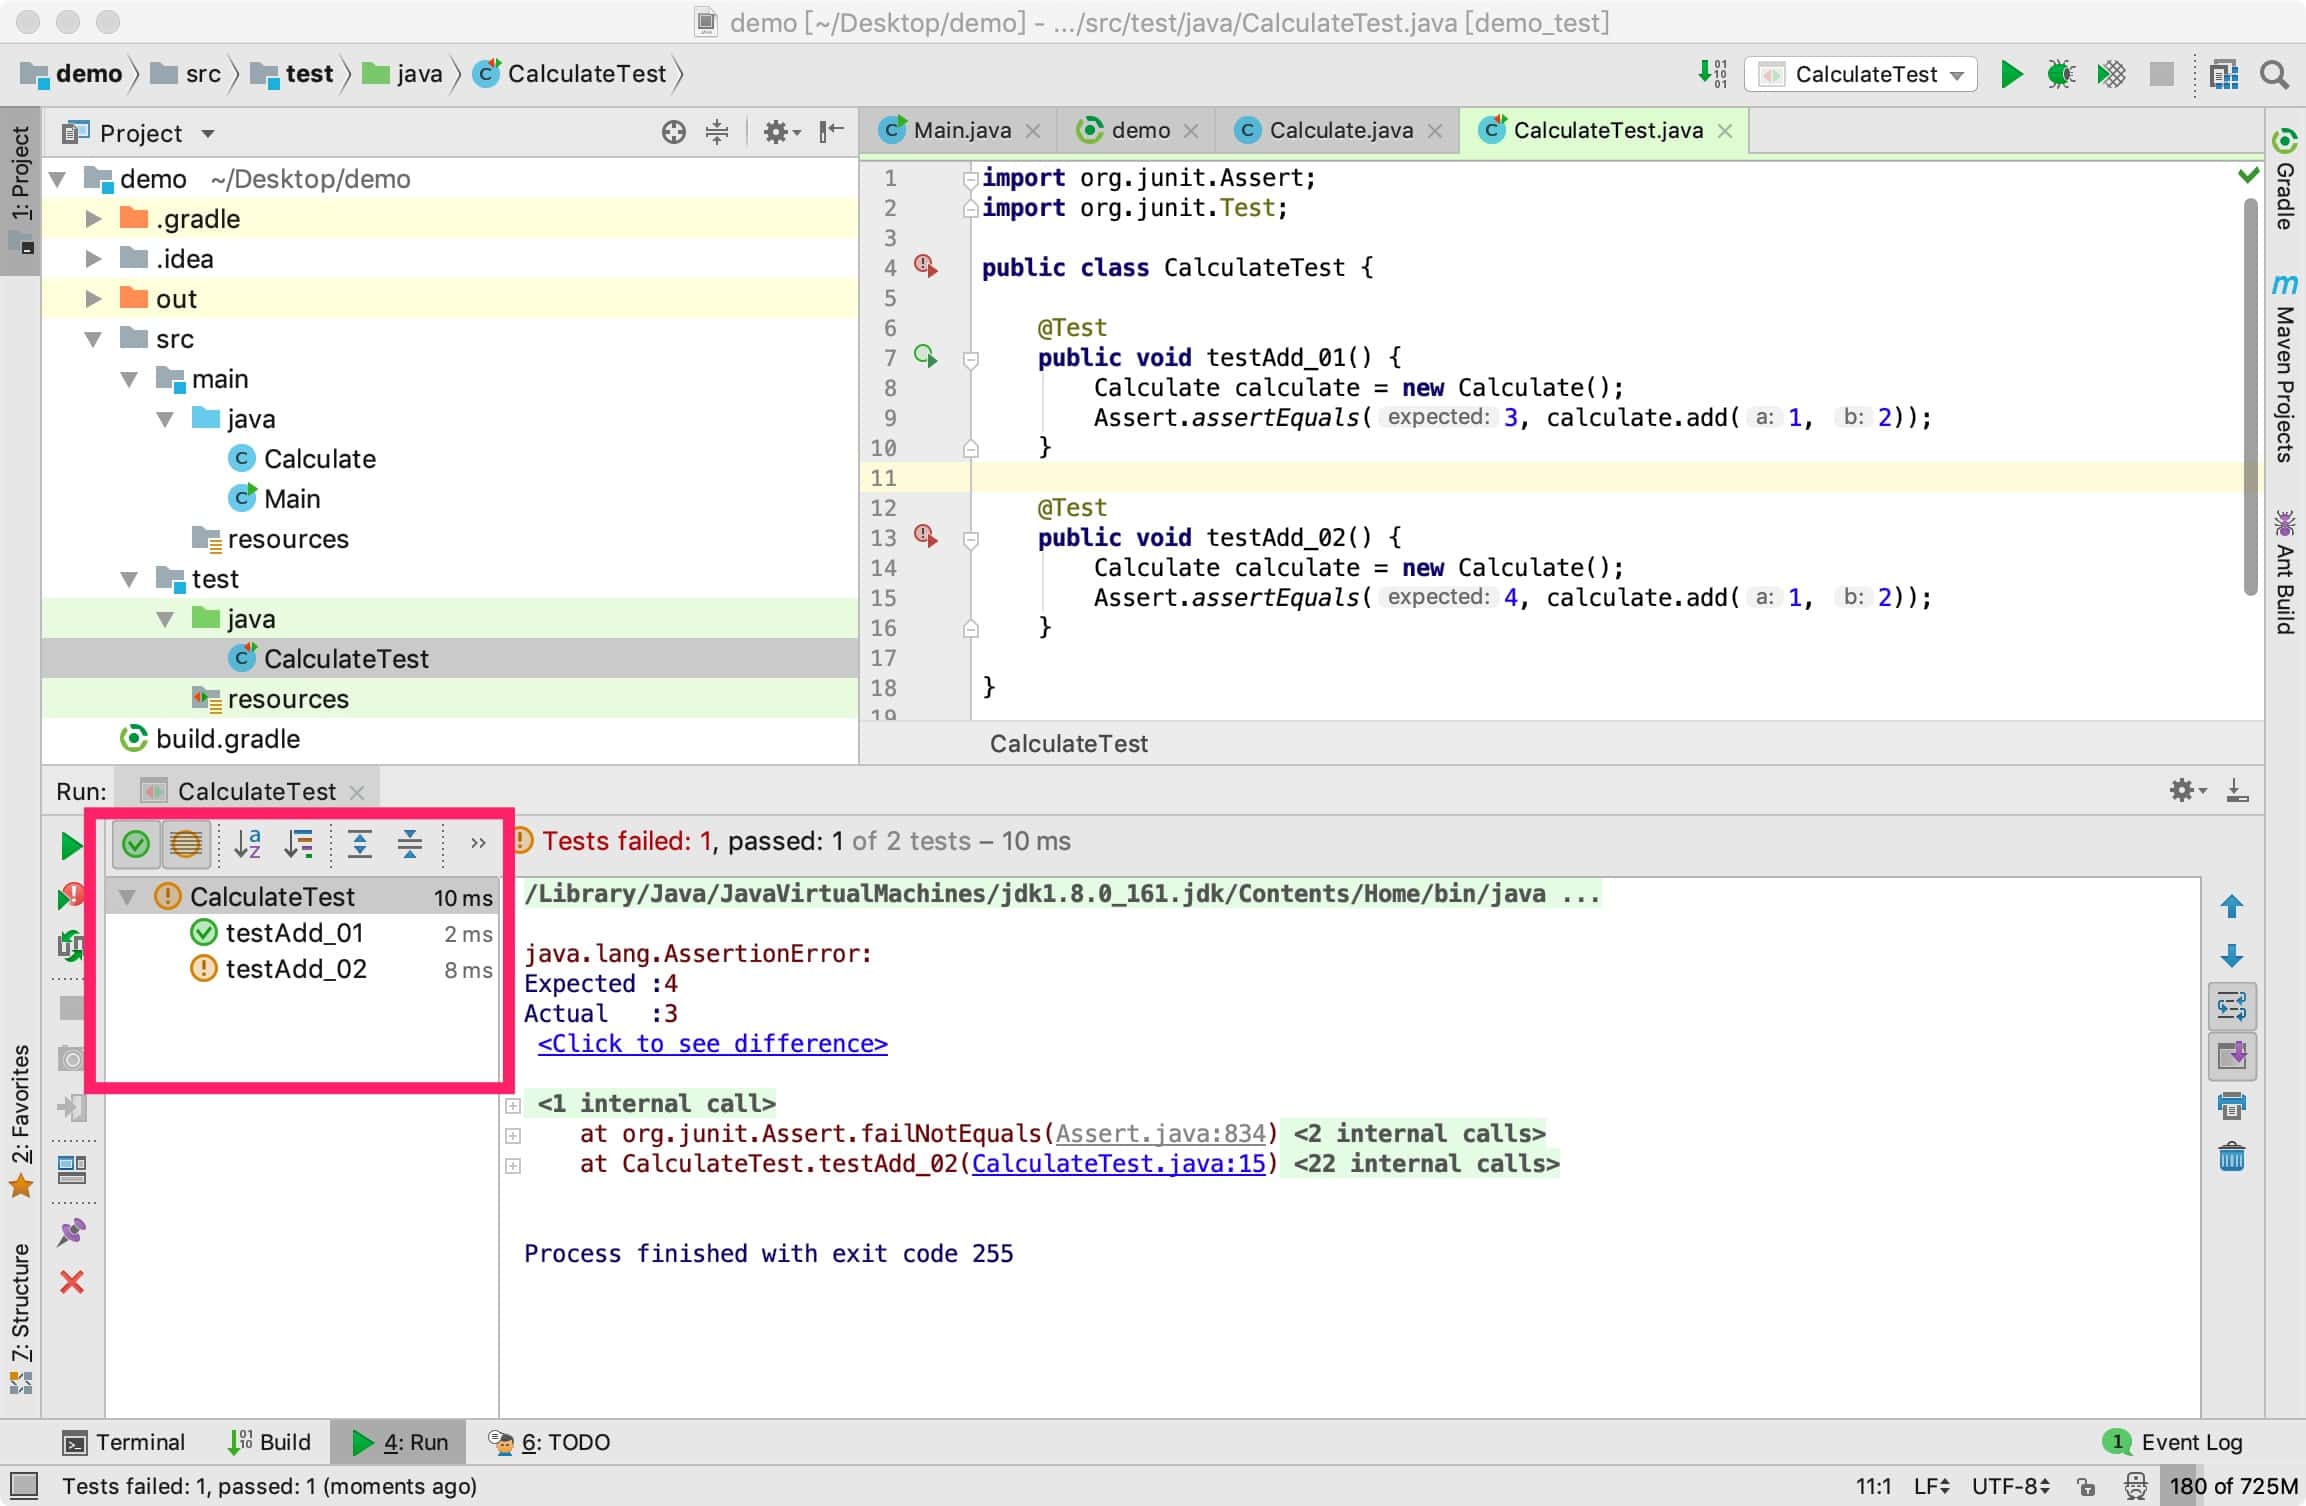 demo [~/Desktop/demo] - .../src/test/java/CalculateTest.java [demo_test]
demo src test java CalculateTest
CalculateTest
1: Project
Project
Main.java demo Calculate.java CalculateTest.java
demo ~/Desktop/demo
.gradle
.idea
out
src
main
java
Calculate
Main
resources
test
java
CalculateTest
resources
build.gradle
1 import org.junit.Assert;
2 import org.junit.Test;
3
4 public class CalculateTest {
5
6 @Test
7 public void testAdd_01() {
8 Calculate calculate = new Calculate();
9 Assert.assertEquals( expected: 3, calculate.add( a: 1, b: 2));
10 }
11
12 @Test
13 public void testAdd_02() {
14 Calculate calculate = new Calculate();
15 Assert.assertEquals( expected: 4, calculate.add( a: 1, b: 2));
16 }
17
18 }
19
CalculateTest
Gradle
Maven Projects
Ant Build
Run: CalculateTest
Tests failed: 1, passed: 1 of 2 tests – 10 ms
CalculateTest 10 ms
testAdd_01 2 ms
testAdd_02 8 ms
/Library/Java/JavaVirtualMachines/jdk1.8.0_161.jdk/Contents/Home/bin/java ...
java.lang.AssertionError:
Expected :4
Actual :3
<Click to see difference>
<1 internal call>
at org.junit.Assert.failNotEquals(Assert.java:834) <2 internal calls>
at CalculateTest.testAdd_02(CalculateTest.java:15) <22 internal calls>
Process finished with exit code 255
2: Favorites
7: Structure
Terminal Build 4: Run 6: TODO
1 Event Log
Tests failed: 1, passed: 1 (moments ago)
11:1 LF UTF-8 180 of 725M